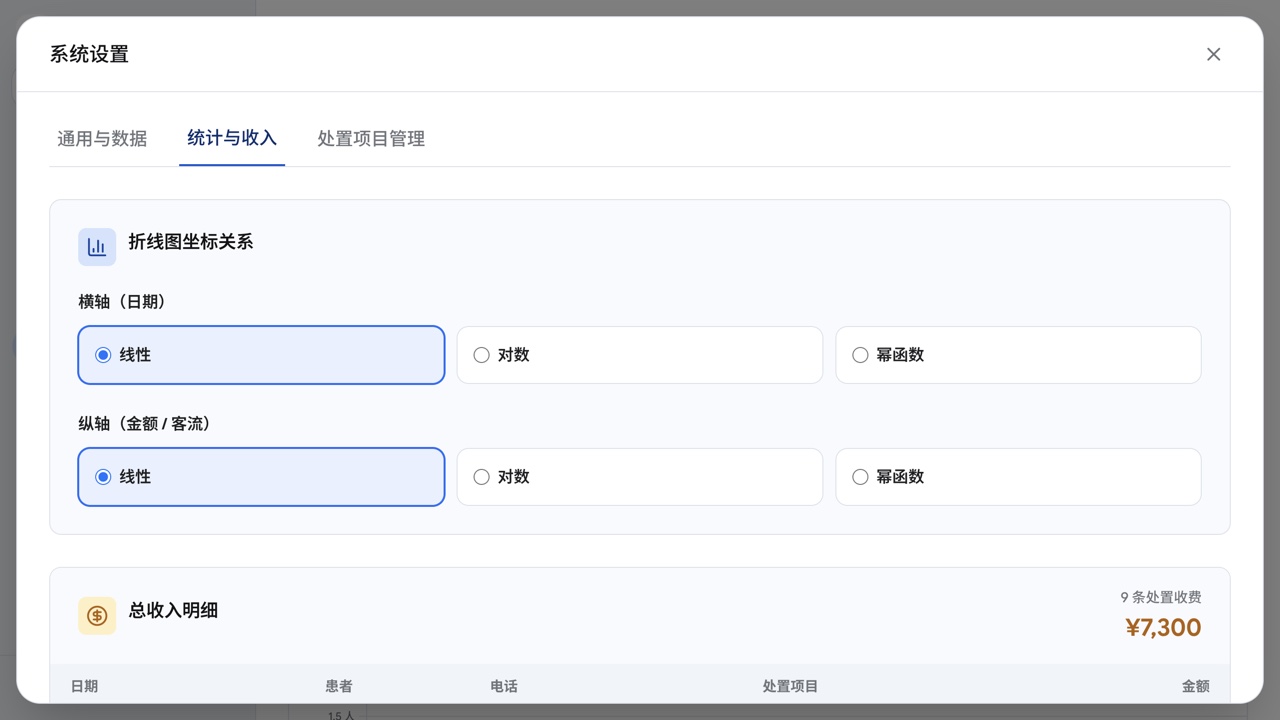 系统设置
通用与数据 统计与收入 处置项目管理
折线图坐标关系
横轴（日期）
线性 对数 幂函数
纵轴（金额 / 客流）
线性 对数 幂函数
9 条处置收费
总收入明细
¥7,300
日期 患者 电话 处置项目 金额
1.5 人